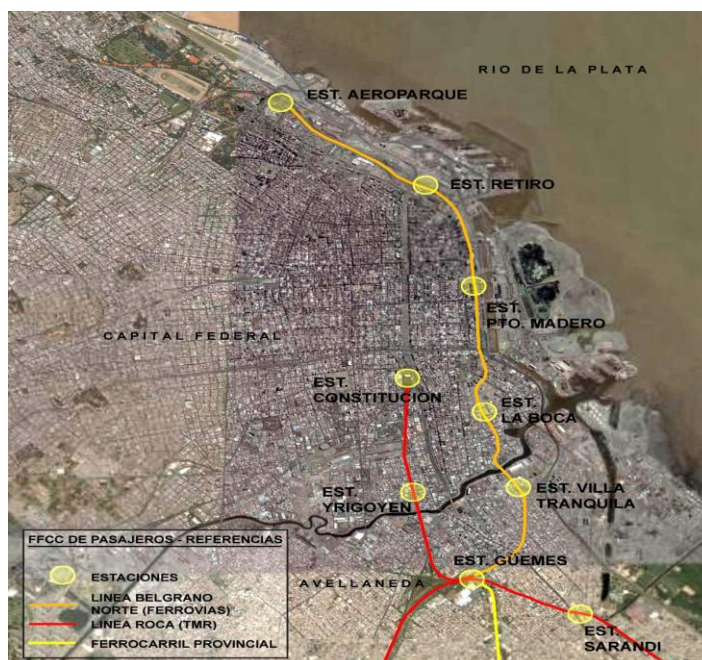 RIO DE LA PLATA
EST. AEROPARQUE
EST. RETIRO
EST.
PTO. MADERO
CAPITAL FEDERAL
EST.
CONSTITUCION
EST.
LA BOCA
EST.
YRIGOYEN
EST. VILLA
TRANQUILA
EST. GÜEMES
AVELLANEDA
EST.
SARANDI
FFCC DE PASAJEROS - REFERENCIAS
ESTACIONES
LINEA BELGRANO
NORTE (FERROVIAS)
LINEA ROCA (TMR)
FERROCARRIL PROVINCIAL